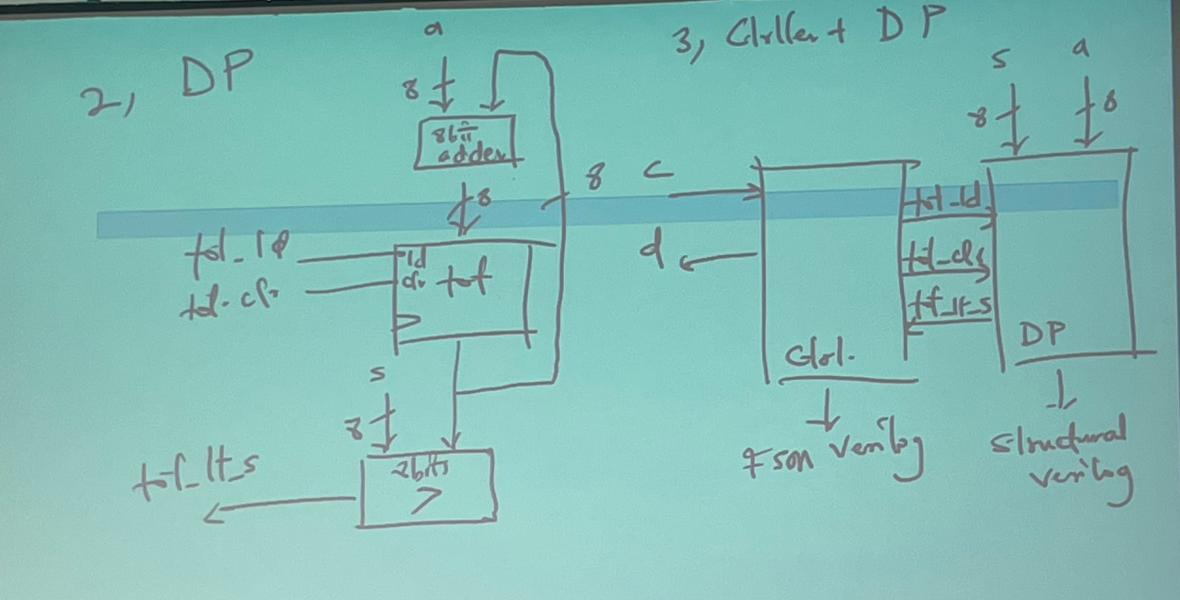 2, DP
a
8
8bit
adder
8
8
tot_ld
tot_clr
ld
clr tot
s
8
8bits
>
tot_lt_s
3, Ctrller + DP
s
a
8
8
c
d
tot_ld
tot_clr
tot_lt_s
Ctrl.
DP
FSM Verilog
Structural
verilog